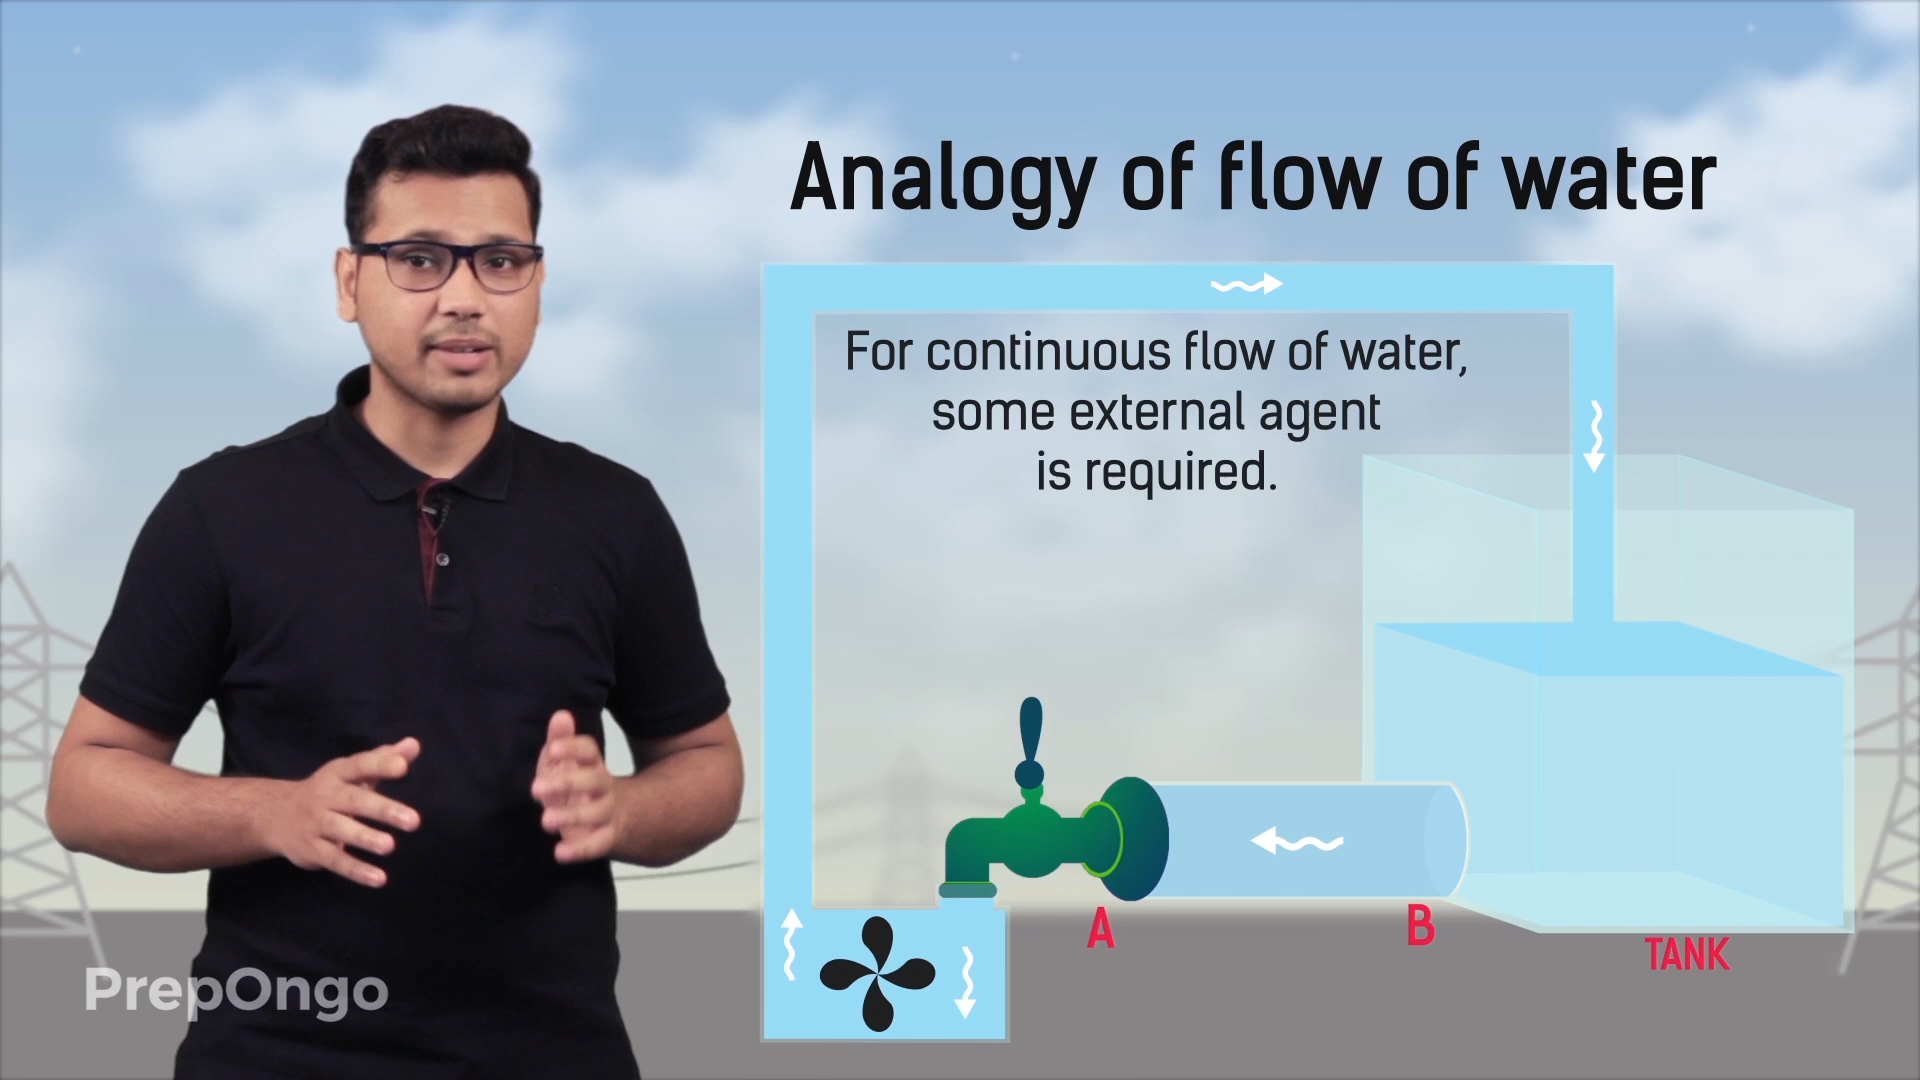 Analogy of flow of water
For continuous flow of water,
some external agent
is required.
A
B
TANK
PrepOngo